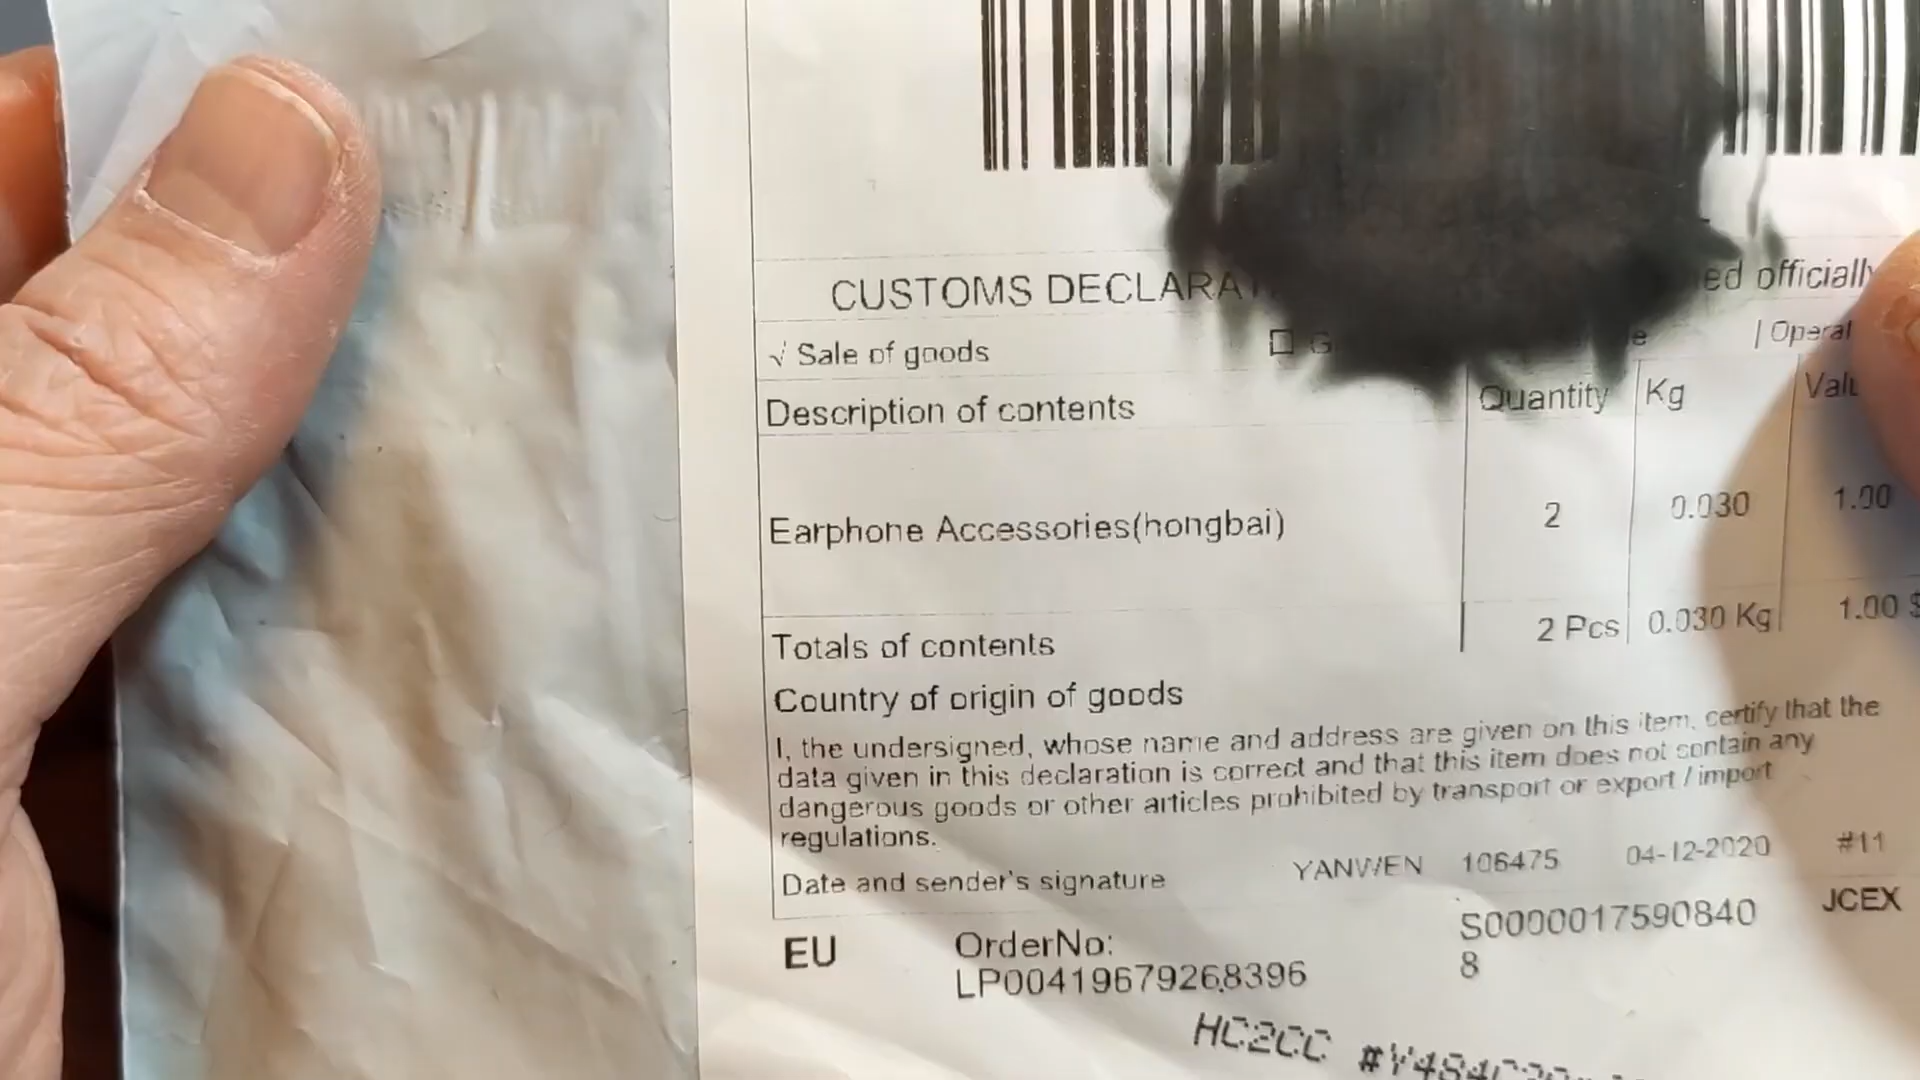 CUSTOMS DECLARA
ed officially
√ Sale of goods
Description of contents Quantity Kg
Earphone Accessories(hongbai) 2 0.030 1.00
Totals of contents 2 Pcs 0.030 Kg 1.00 $
Country of origin of goods
I, the undersigned, whose name and address are given on this item, certify that the
data given in this declaration is correct and that this item does not contain any
dangerous goods or other articles prohibited by transport or export / import
regulations.
Date and sender's signature YANWEN 106475 04-12-2020 #11
EU OrderNo: S0000017590840 JCEX
LP00419679268396 8
HC2CC